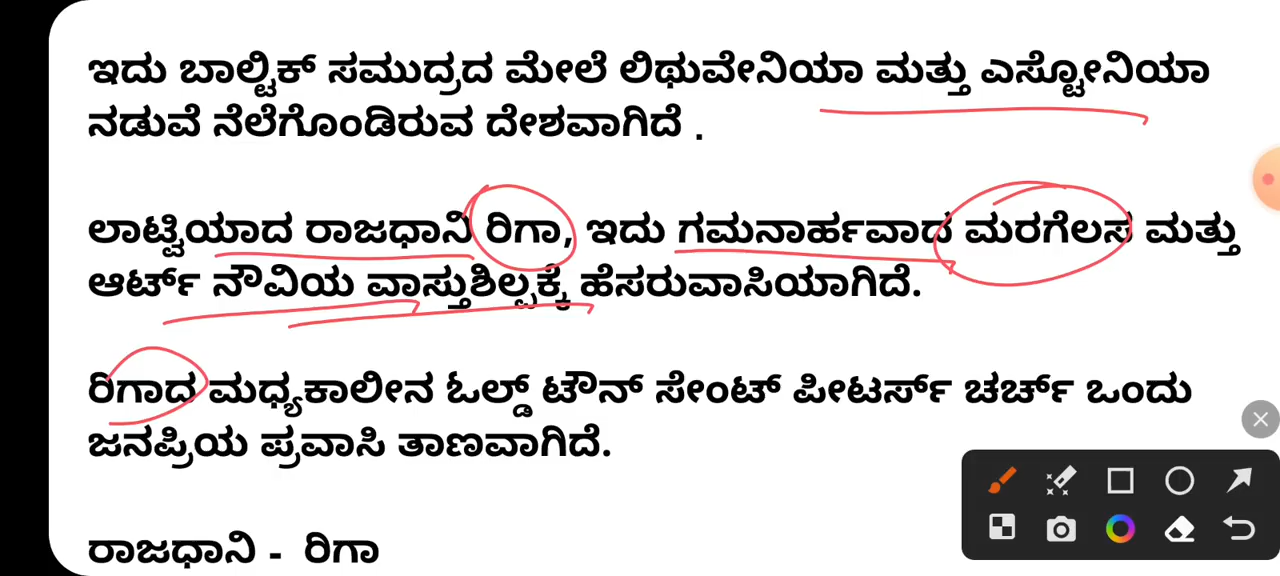 ಇದು ಬಾಲ್ಟಿಕ್ ಸಮುದ್ರದ ಮೇಲೆ ಲಿಥುವೇನಿಯಾ ಮತ್ತು ಎಸ್ಟೋನಿಯಾ
ನಡುವೆ ನೆಲೆಗೊಂಡಿರುವ ದೇಶವಾಗಿದೆ .
ಲಾಟ್ವಿಯಾದ ರಾಜಧಾನಿ ರಿಗಾ, ಇದು ಗಮನಾರ್ಹವಾದ ಮರಗೆಲಸ ಮತ್ತು
ಆರ್ಟ್ ನೌವಿಯ ವಾಸ್ತುಶಿಲ್ಪಕ್ಕೆ ಹೆಸರುವಾಸಿಯಾಗಿದೆ.
ರಿಗಾದ ಮಧ್ಯಕಾಲೀನ ಓಲ್ಡ್ ಟೌನ್ ಸೇಂಟ್ ಪೀಟರ್ಸ್ ಚರ್ಚ್ ಒಂದು
ಜನಪ್ರಿಯ ಪ್ರವಾಸಿ ತಾಣವಾಗಿದೆ.
ರಾಜಧಾನಿ - ರಿಗಾ